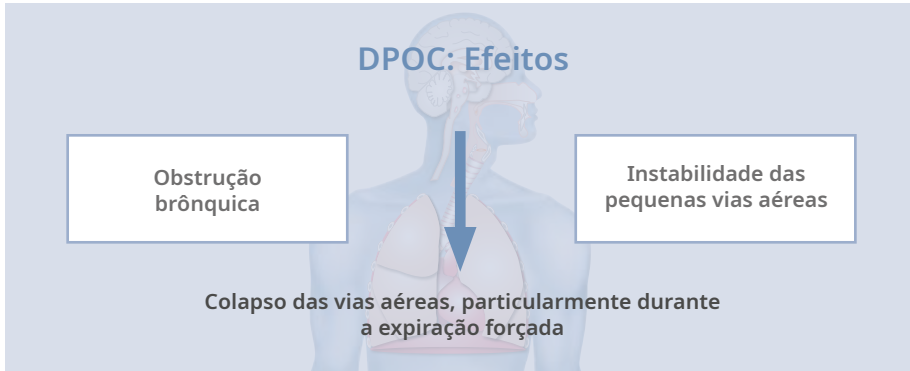 DPOC: Efeitos
Obstrução
brônquica
Instabilidade das
pequenas vias aéreas
Colapso das vias aéreas, particularmente durante
a expiração forçada